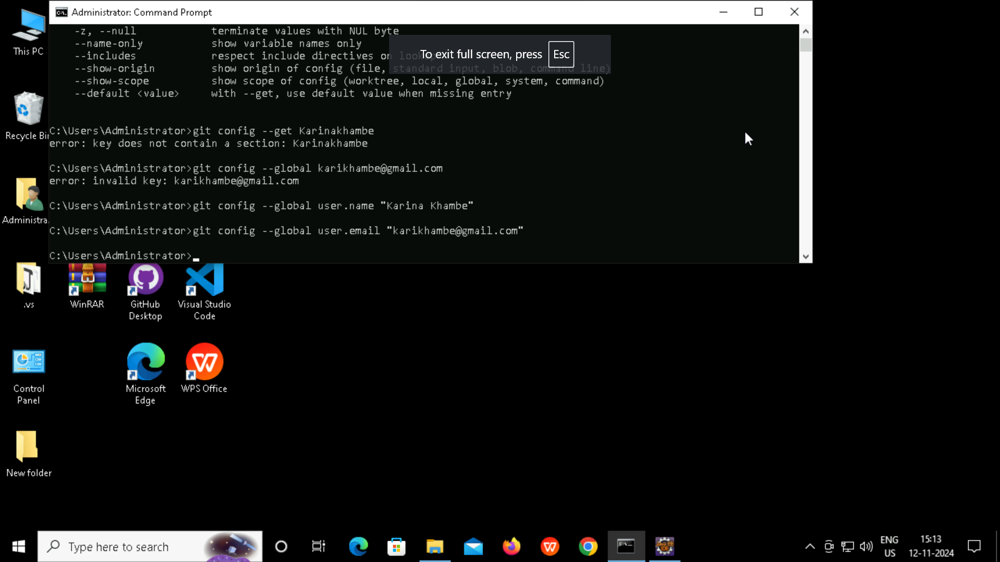 Administrator: Command Prompt
-z, --null terminate values with NUL byte
--name-only show variable names only
--includes respect include directives on lookup
To exit full screen, press Esc
--show-origin show origin of config (file, standard input, blob, command line)
--show-scope show scope of config (worktree, local, global, system, command)
--default <value> with --get, use default value when missing entry
C:\Users\Administrator>git config --get Karinakhambe
error: key does not contain a section: Karinakhambe
C:\Users\Administrator>git config --global karikhambe@gmail.com
error: invalid key: karikhambe@gmail.com
C:\Users\Administrator>git config --global user.name "Karina Khambe"
C:\Users\Administrator>git config --global user.email "karikhambe@gmail.com"
C:\Users\Administrator>
This PC
Recycle Bin
Administra
.vs
WinRAR
GitHub
Desktop
Visual Studio
Code
Control
Panel
Microsoft
Edge
WPS Office
New folder
Type here to search
Java EE
IDE
ENG
US
15:13
12-11-2024